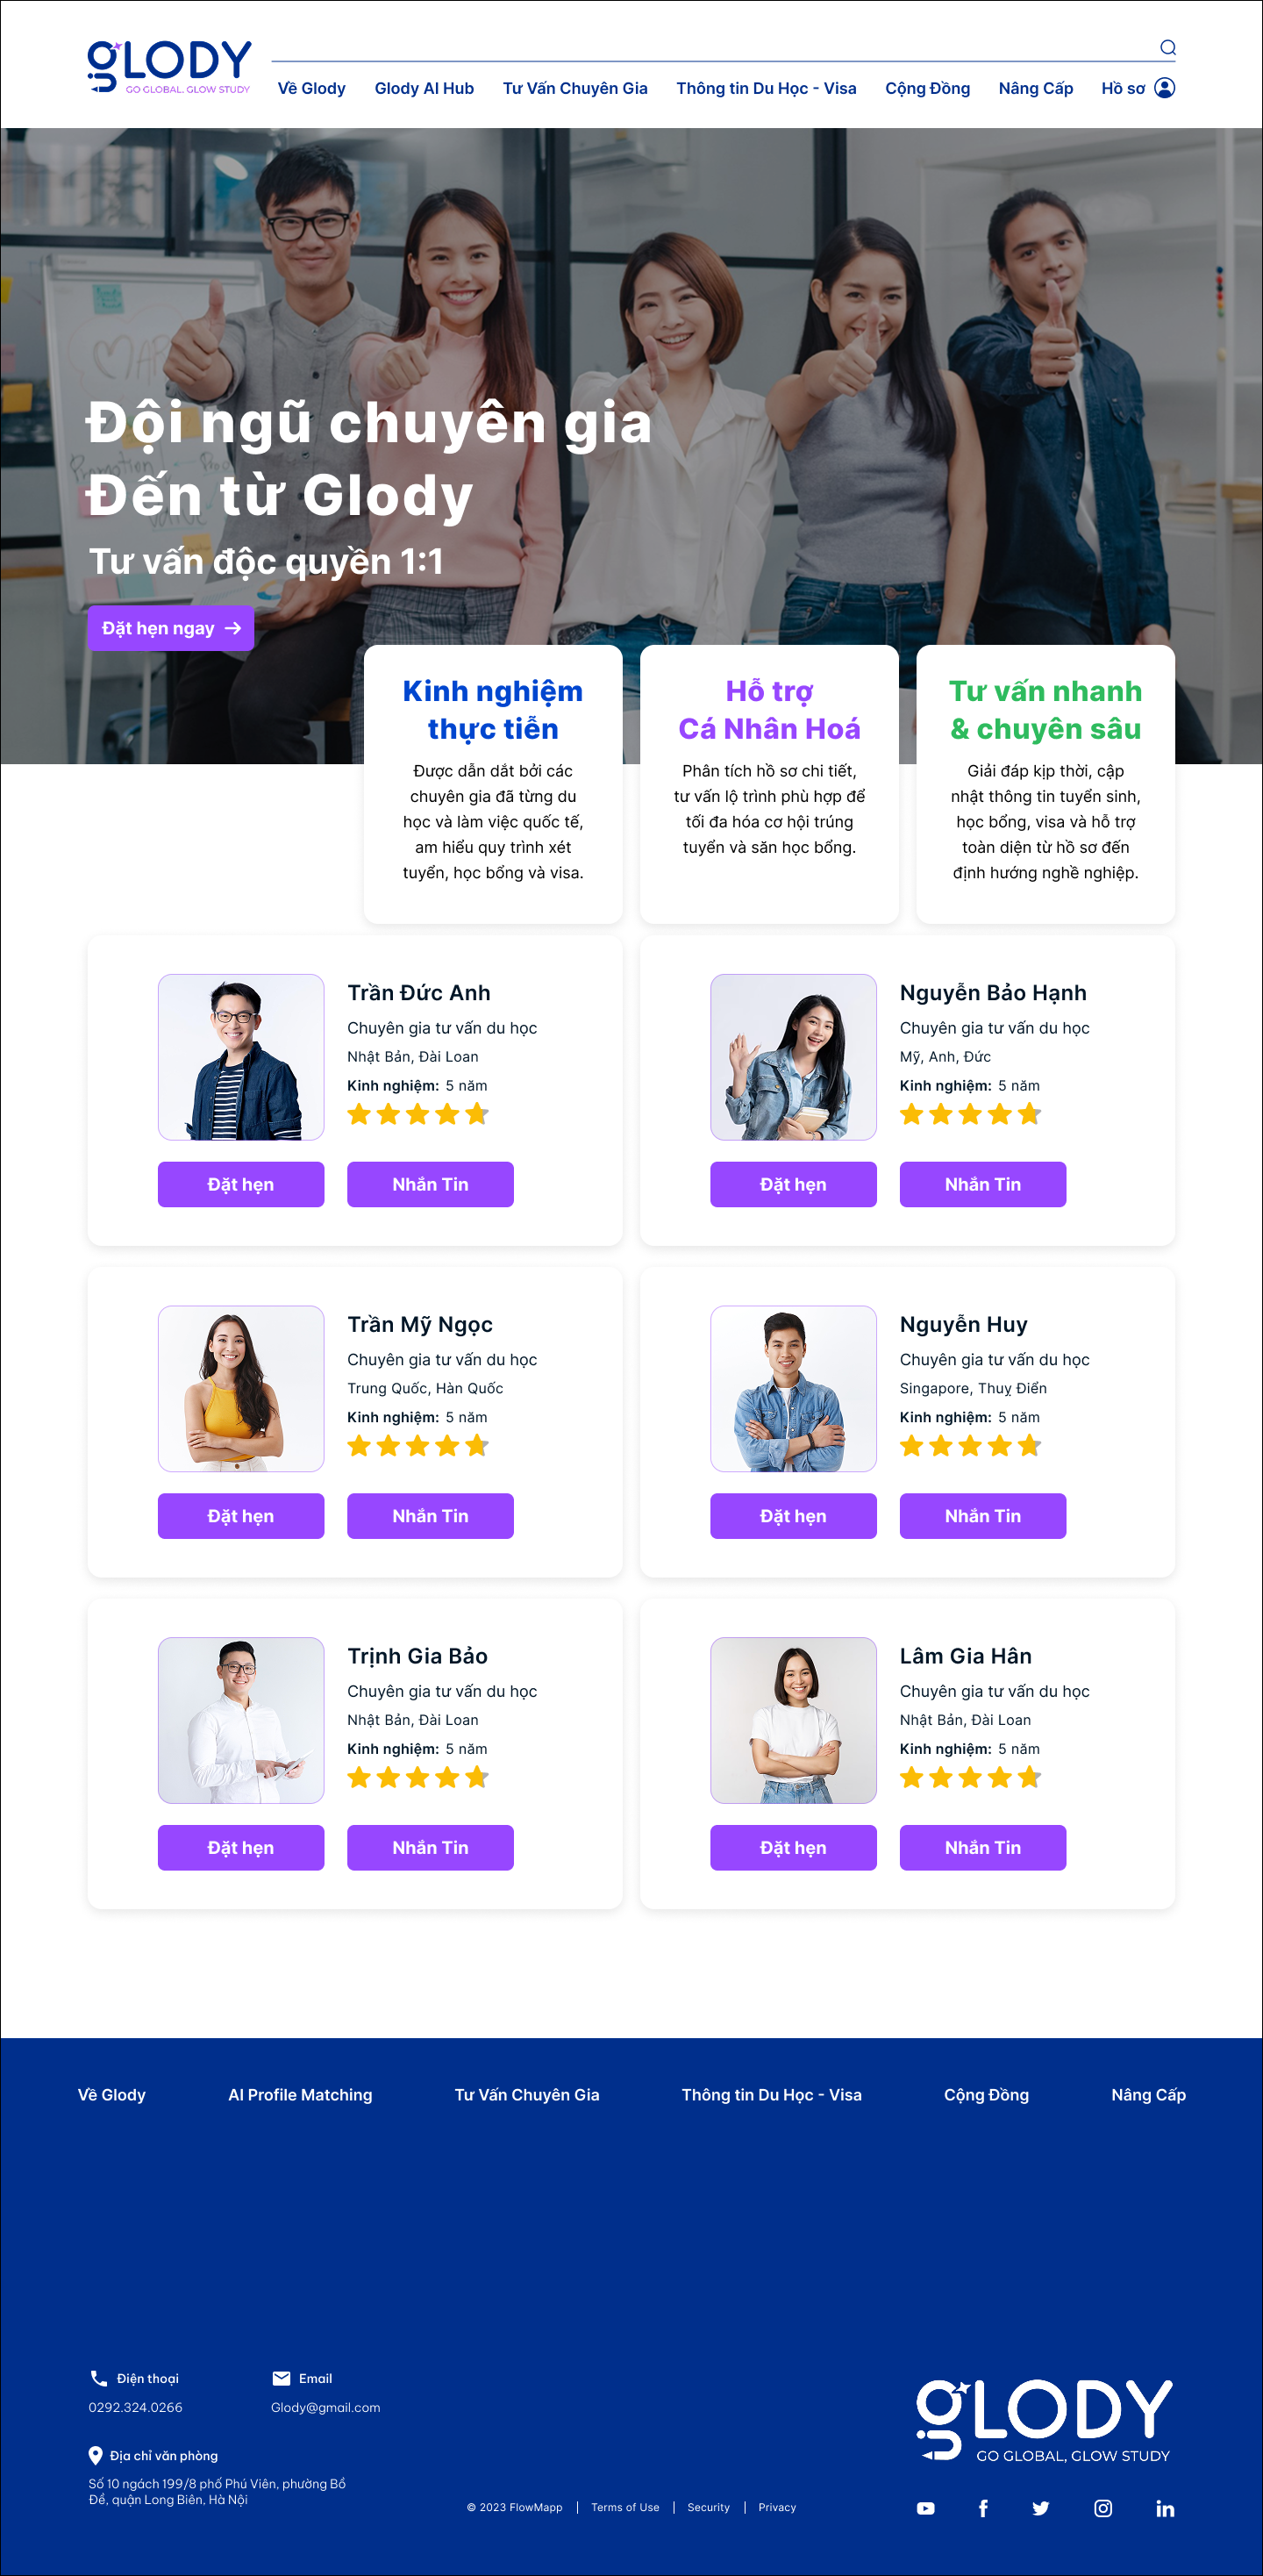 gLODY
GO GLOBAL, GLOW STUDY
Về Glody
Glody AI Hub
Tư Vấn Chuyên Gia
Thông tin Du Học - Visa
Cộng Đồng
Nâng Cấp
Hồ sơ
Đội ngũ chuyên gia
Đến từ Glody
Tư vấn độc quyền 1:1
Đặt hẹn ngay
Kinh nghiệm
thực tiễn
Được dẫn dắt bởi các
chuyên gia đã từng du
học và làm việc quốc tế,
am hiểu quy trình xét
tuyển, học bổng và visa.
Hỗ trợ
Cá Nhân Hoá
Phân tích hồ sơ chi tiết,
tư vấn lộ trình phù hợp để
tối đa hóa cơ hội trúng
tuyển và săn học bổng.
Tư vấn nhanh
& chuyên sâu
Giải đáp kịp thời, cập
nhật thông tin tuyển sinh,
học bổng, visa và hỗ trợ
toàn diện từ hồ sơ đến
định hướng nghề nghiệp.
Trần Đức Anh
Chuyên gia tư vấn du học
Nhật Bản, Đài Loan
Kinh nghiệm: 5 năm
Đặt hẹn
Nhắn Tin
Nguyễn Bảo Hạnh
Chuyên gia tư vấn du học
Mỹ, Anh, Đức
Kinh nghiệm: 5 năm
Đặt hẹn
Nhắn Tin
Trần Mỹ Ngọc
Chuyên gia tư vấn du học
Trung Quốc, Hàn Quốc
Kinh nghiệm: 5 năm
Đặt hẹn
Nhắn Tin
Nguyễn Huy
Chuyên gia tư vấn du học
Singapore, Thuỵ Điển
Kinh nghiệm: 5 năm
Đặt hẹn
Nhắn Tin
Trịnh Gia Bảo
Chuyên gia tư vấn du học
Nhật Bản, Đài Loan
Kinh nghiệm: 5 năm
Đặt hẹn
Nhắn Tin
Lâm Gia Hân
Chuyên gia tư vấn du học
Nhật Bản, Đài Loan
Kinh nghiệm: 5 năm
Đặt hẹn
Nhắn Tin
Về Glody
AI Profile Matching
Tư Vấn Chuyên Gia
Thông tin Du Học - Visa
Cộng Đồng
Nâng Cấp
Điện thoại
0292.324.0266
Email
Glody@gmail.com
Địa chỉ văn phòng
Số 10 ngách 199/8 phố Phú Viên, phường Bồ
Đề, quận Long Biên, Hà Nội
© 2023 FlowMapp | Terms of Use | Security | Privacy
gLODY
GO GLOBAL, GLOW STUDY